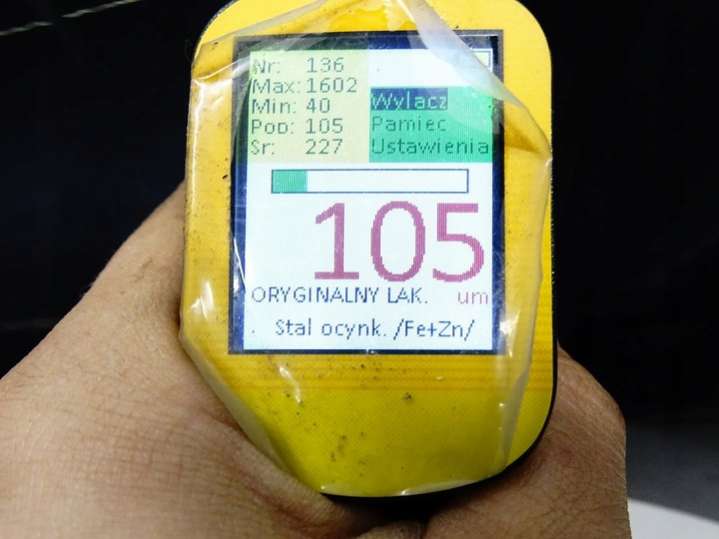 Nr: 136
Max: 1602
Min: 40
Pop: 105
Sr: 227
Wylacz
Pamiec
Ustawienia
105
ORYGINALNY LAK. um
Stal ocynk. /Fe+Zn/